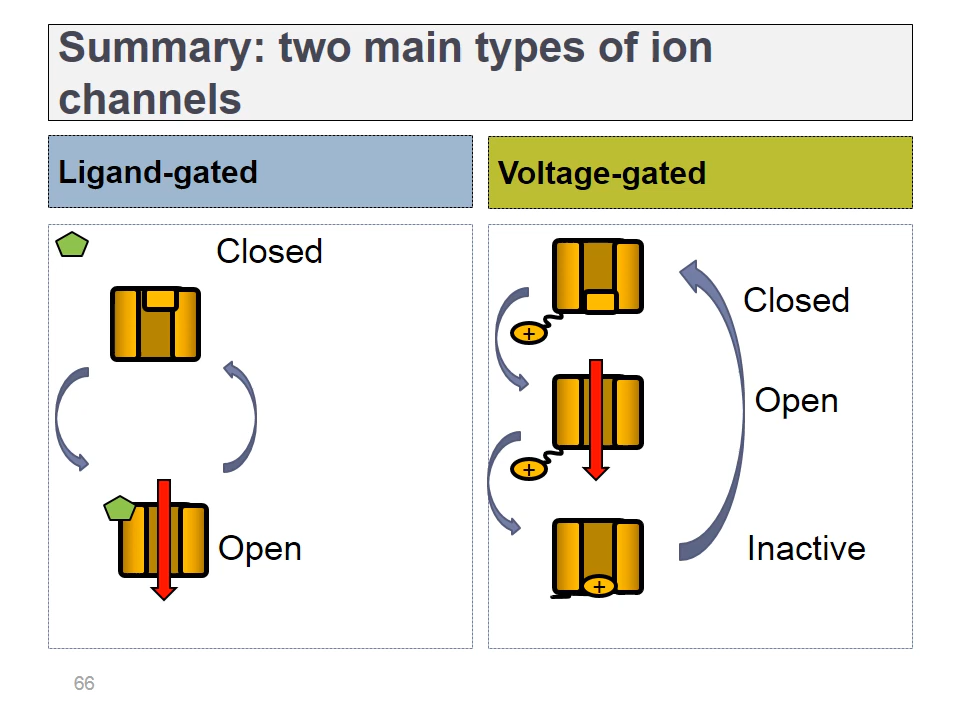 Summary: two main types of ion
channels
Ligand-gated
Voltage-gated
Closed
Open
Closed
+
Open
+
Inactive
+
66